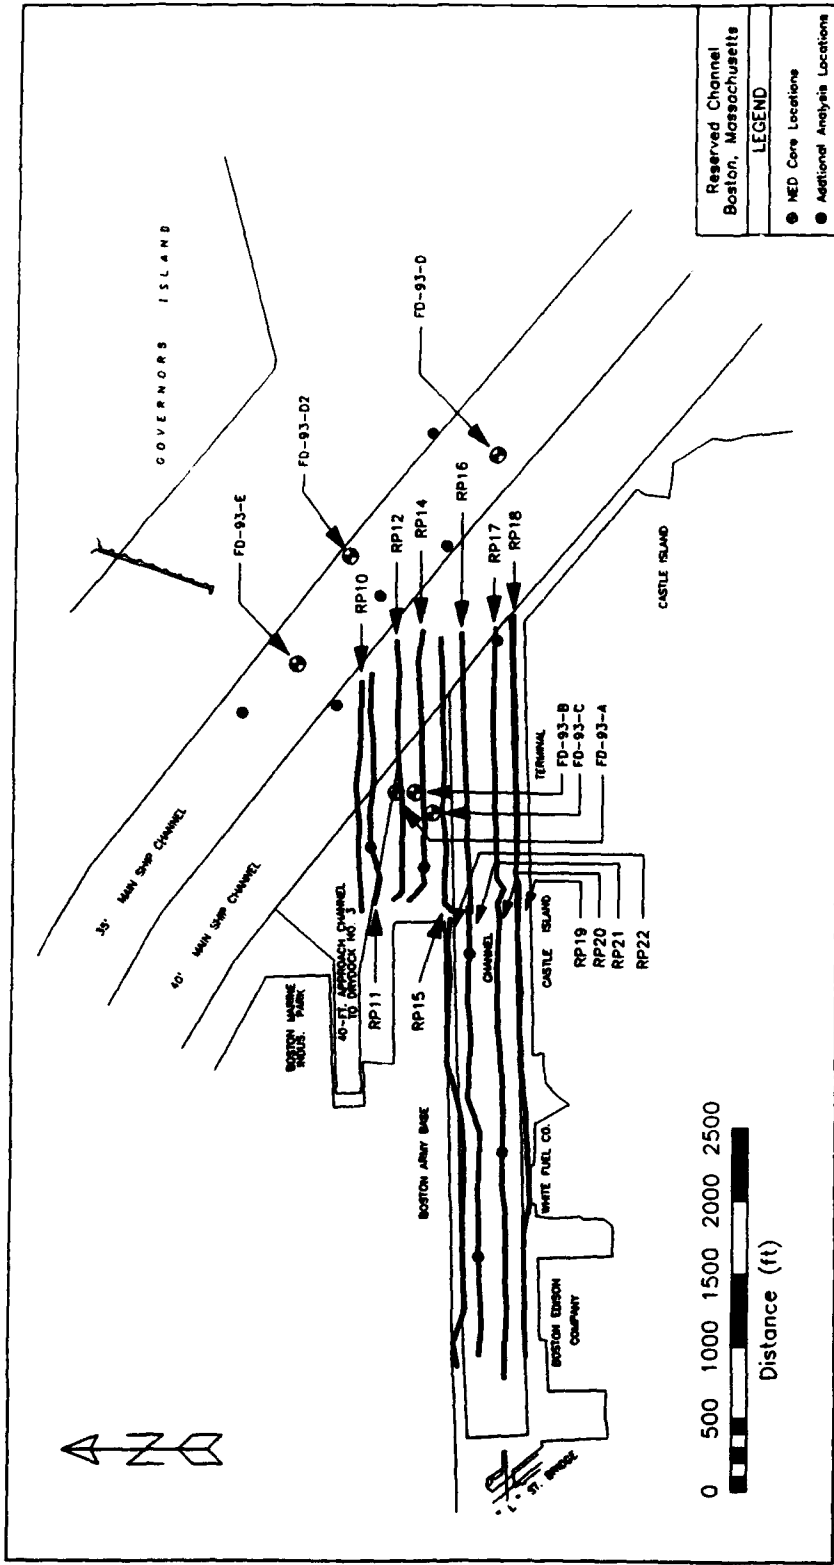 GOVERNORS ISLAND
FD-93-E
FD-93-D2
FD-93-D
35' MAIN SHIP CHANNEL
40' MAIN SHIP CHANNEL
RP10
RP12
RP14
RP16
RP17
RP18
BOSTON MARINE
INDUS. PARK
40-FT. APPROACH CHANNEL
TO DRYDOCK NO. 3
RP11
RP15
BOSTON ARMY BASE
CHANNEL
CASTLE ISLAND
TERMINAL
FD-93-B
FD-93-C
FD-93-A
RP19
RP20
RP21
RP22
CASTLE ISLAND
WHITE FUEL CO.
BOSTON EDISON
COMPANY
"L" ST. BRIDGE
N
0 500 1000 1500 2000 2500
Distance (ft)
Reserved Channel
Boston, Massachusetts
LEGEND
NED Core Locations
Additional Analysis Locations